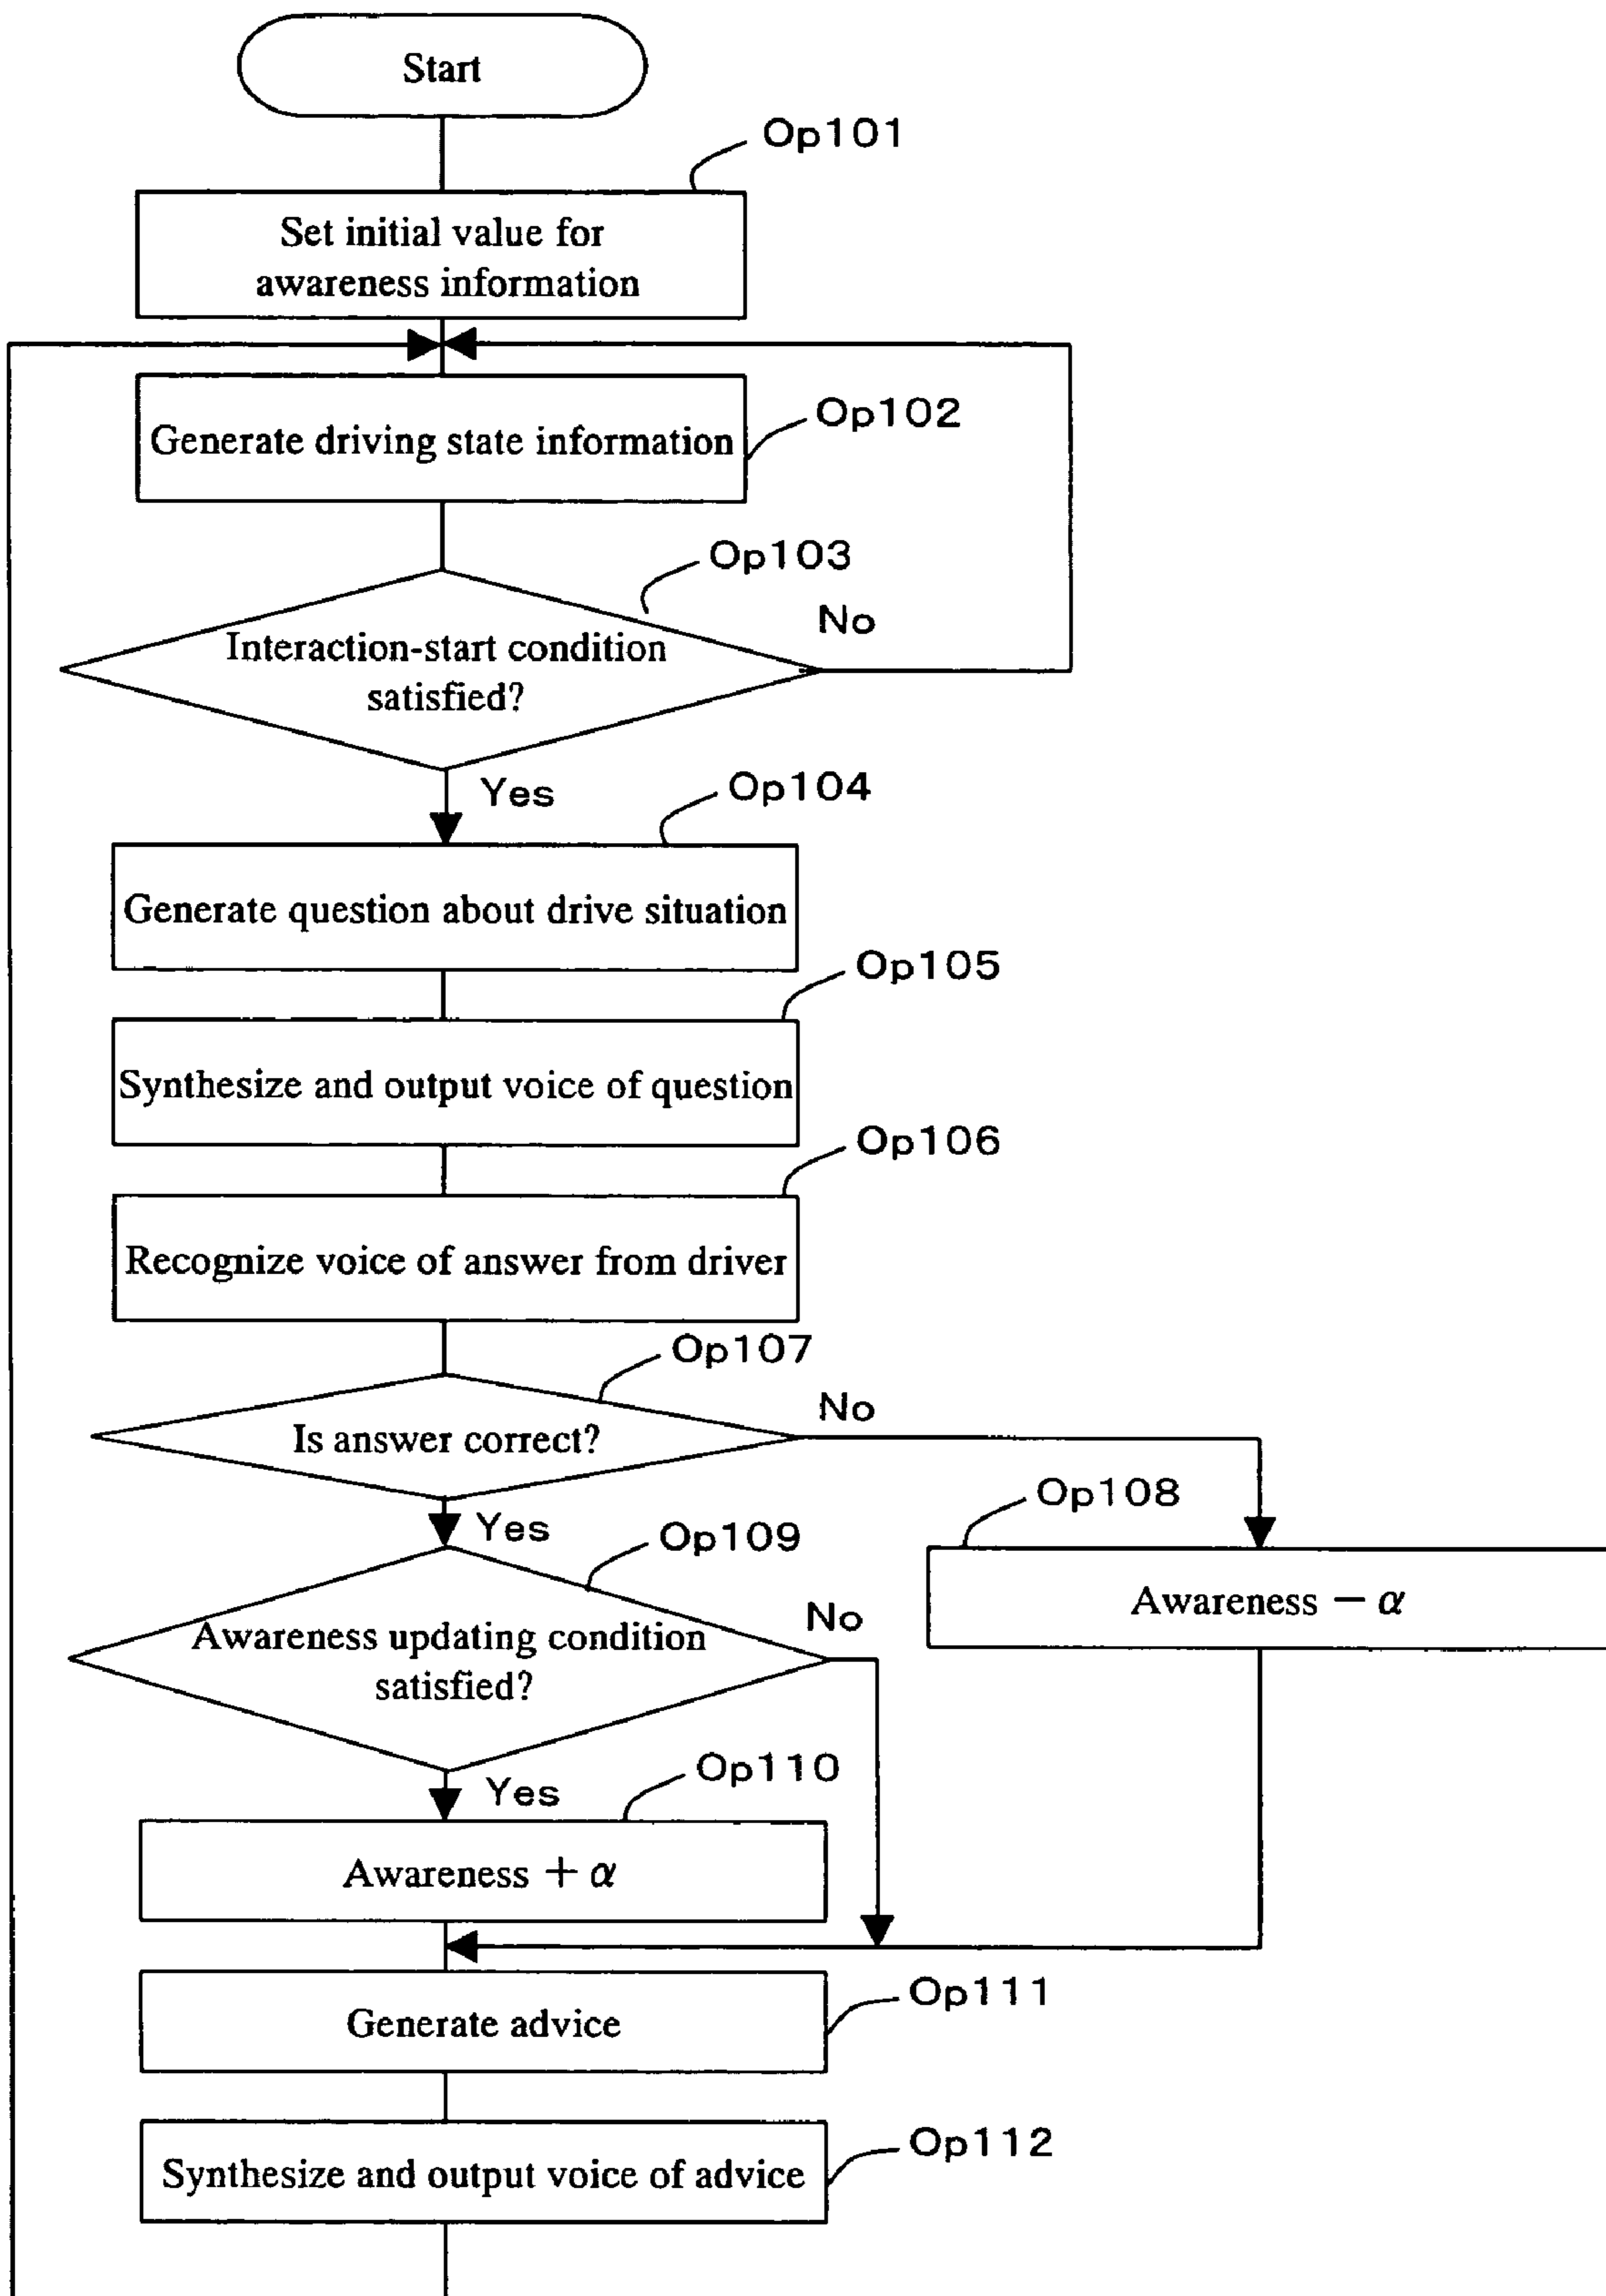 Start
Op101
Set initial value for
awareness information
Op102
Generate driving state information
Op103
No
Interaction-start condition
satisfied?
Yes
Op104
Generate question about drive situation
Op105
Synthesize and output voice of question
Op106
Recognize voice of answer from driver
Op107
No
Is answer correct?
Op108
Yes
Op109
Awareness − α
No
Awareness updating condition
satisfied?
Op110
Yes
Awareness + α
Op111
Generate advice
Op112
Synthesize and output voice of advice